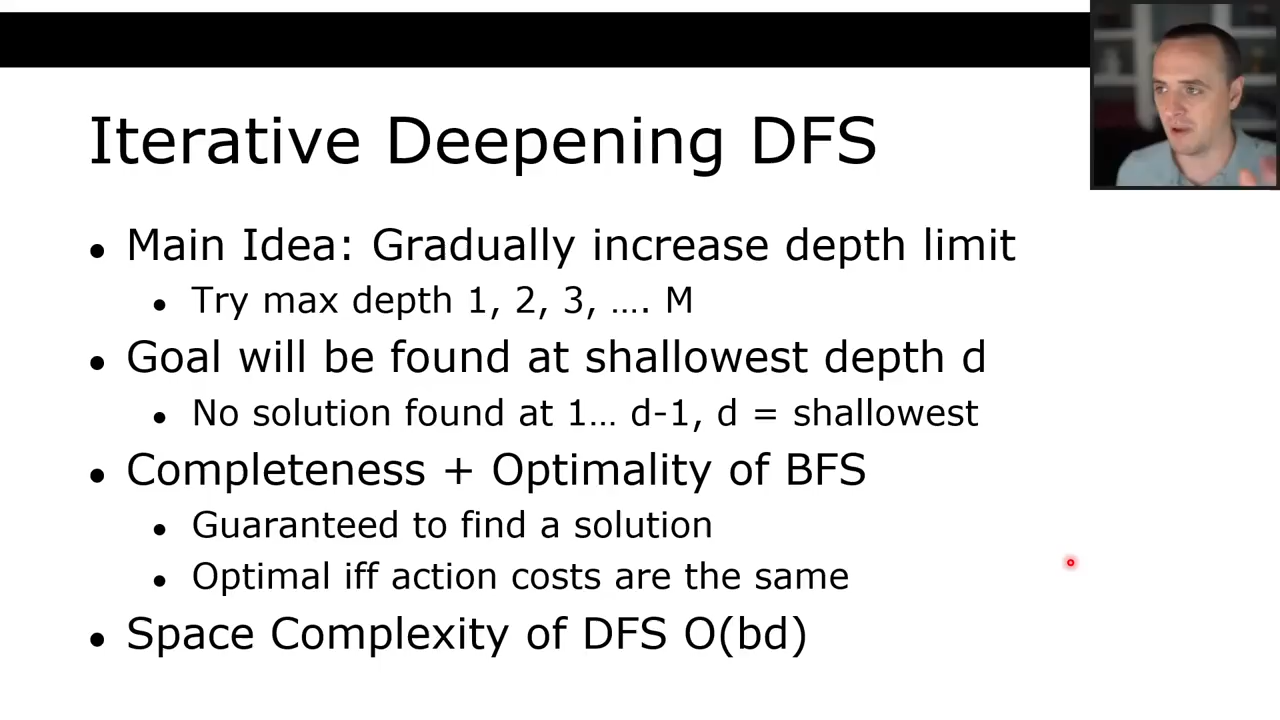 Iterative Deepening DFS
● Main Idea: Gradually increase depth limit
● Try max depth 1, 2, 3, …. M
● Goal will be found at shallowest depth d
● No solution found at 1… d-1, d = shallowest
● Completeness + Optimality of BFS
● Guaranteed to find a solution
● Optimal iff action costs are the same
● Space Complexity of DFS O(bd)